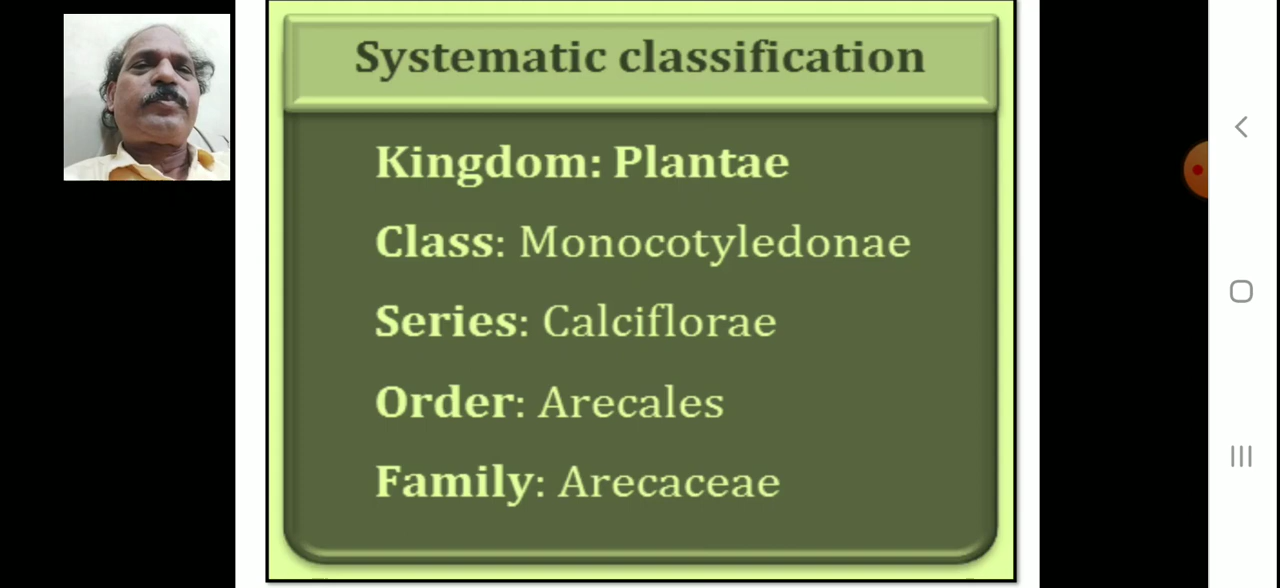 Systematic classification
Kingdom: Plantae
Class: Monocotyledonae
Series: Calciflorae
Order: Arecales
Family: Arecaceae